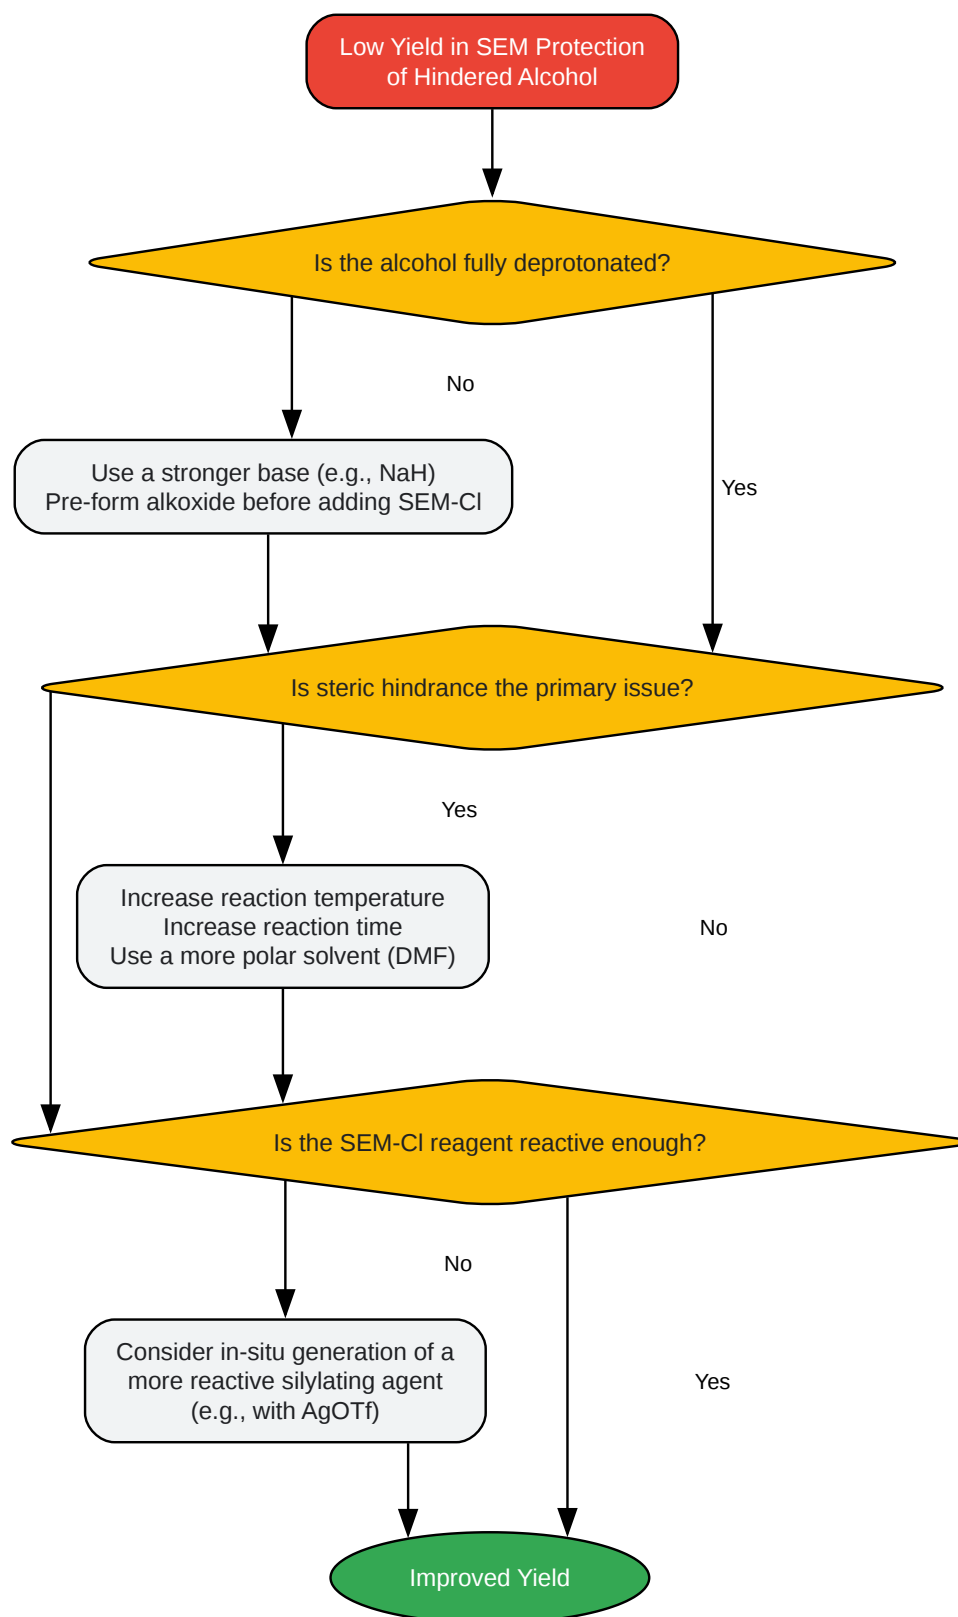 Low Yield in SEM Protection
of Hindered Alcohol
Is the alcohol fully deprotonated?
No
Use a stronger base (e.g., NaH)
Pre-form alkoxide before adding SEM-Cl
Yes
Is steric hindrance the primary issue?
Yes
Increase reaction temperature
Increase reaction time
Use a more polar solvent (DMF)
No
Is the SEM-Cl reagent reactive enough?
No
Consider in-situ generation of a
more reactive silylating agent
(e.g., with AgOTf)
Yes
Improved Yield